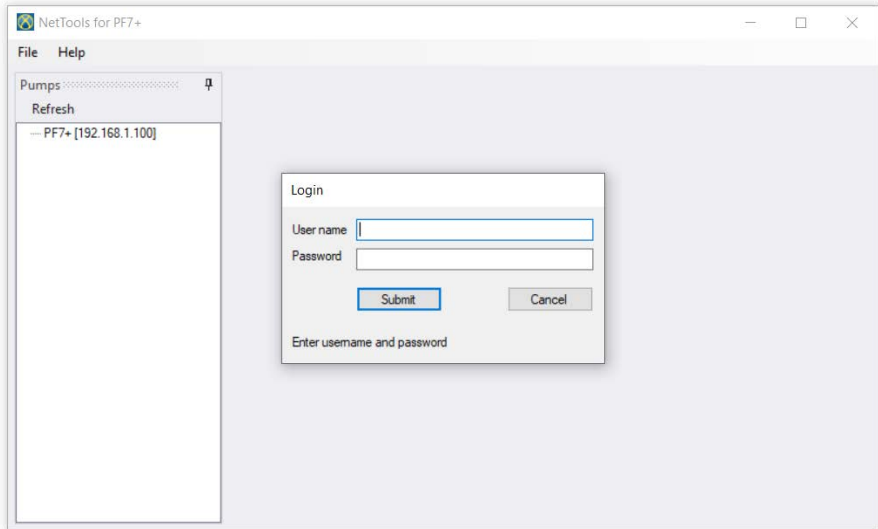 NetTools for PF7+
File Help
Pumps
Refresh
PF7+ [192.168.1.100]
Login
User name
Password
Submit Cancel
Enter username and password